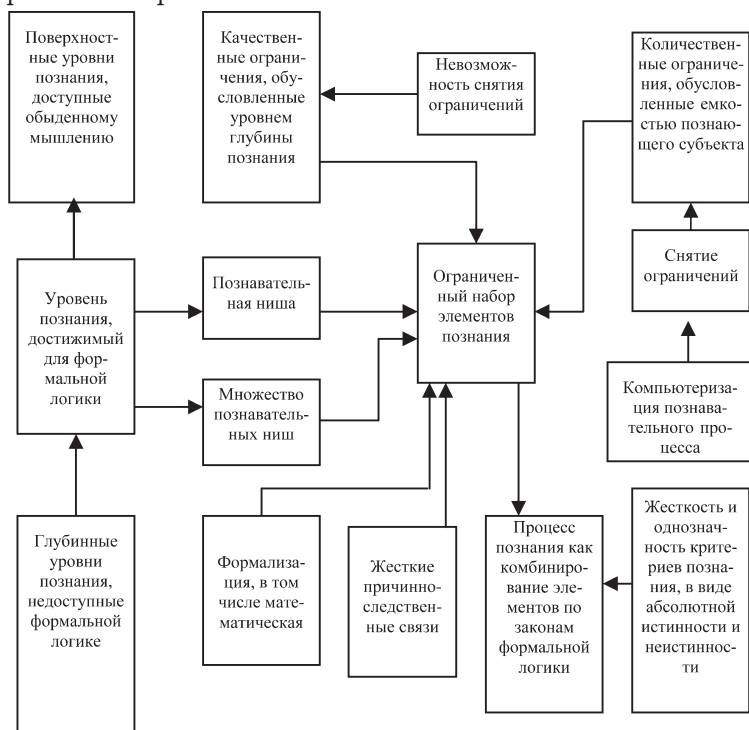 Поверхност-
ные уровни
познания,
доступные
обыденному
мышлению
Качествен-
ные ограни-
чения, обу-
словленные
уровнем
глубины
познания
Невозмож-
ность снятия
ограничений
Количествен-
ные ограниче-
ния, обуслов-
ленные емко-
стью познаю-
щего субъекта
Уровень
познания,
достижимый
для фор-
мальной
логики
Познаватель-
ная ниша
Ограничен-
ный набор
элементов
познания
Снятие
ограничений
Множество
познаватель-
ных ниш
Компьютериза-
ция познава-
тельного про-
цесса
Глубинные
уровни
познания,
недоступные
формальной
логике
Формализа-
ция, в том
числе мате-
матическая
Жесткие
причинно-
следствен-
ные связи
Процесс
познания как
комбиниро-
вание эле-
ментов по
законам
формальной
логики
Жесткость и
однознач-
ность крите-
риев позна-
ния, в виде
абсолютной
истинности и
неистиннос-
ти